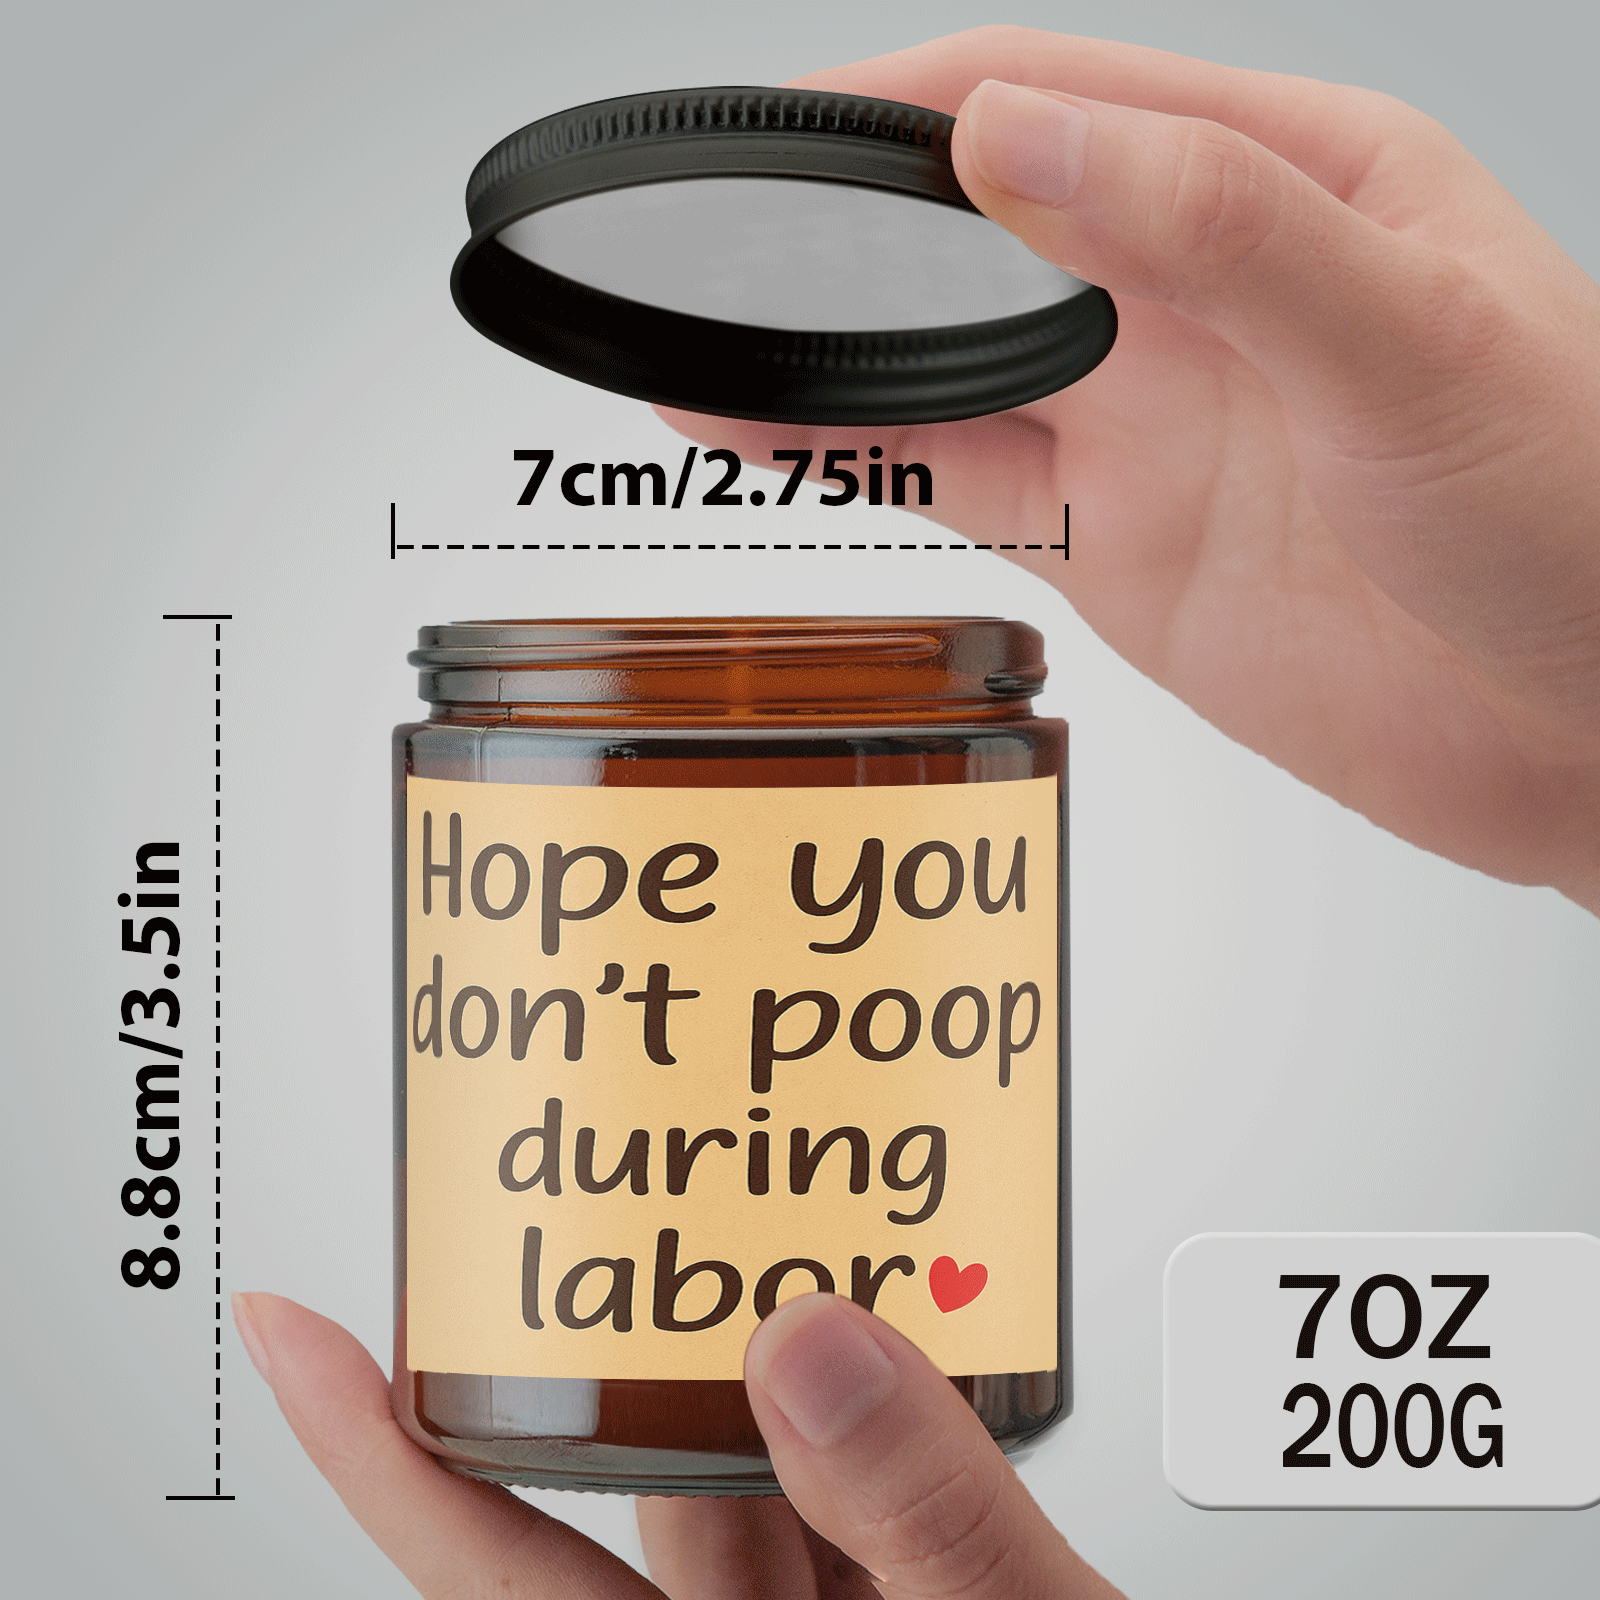 7cm/2.75in
8.8cm/3.5in
Hope you
don't poop
during
labor
7OZ
200G